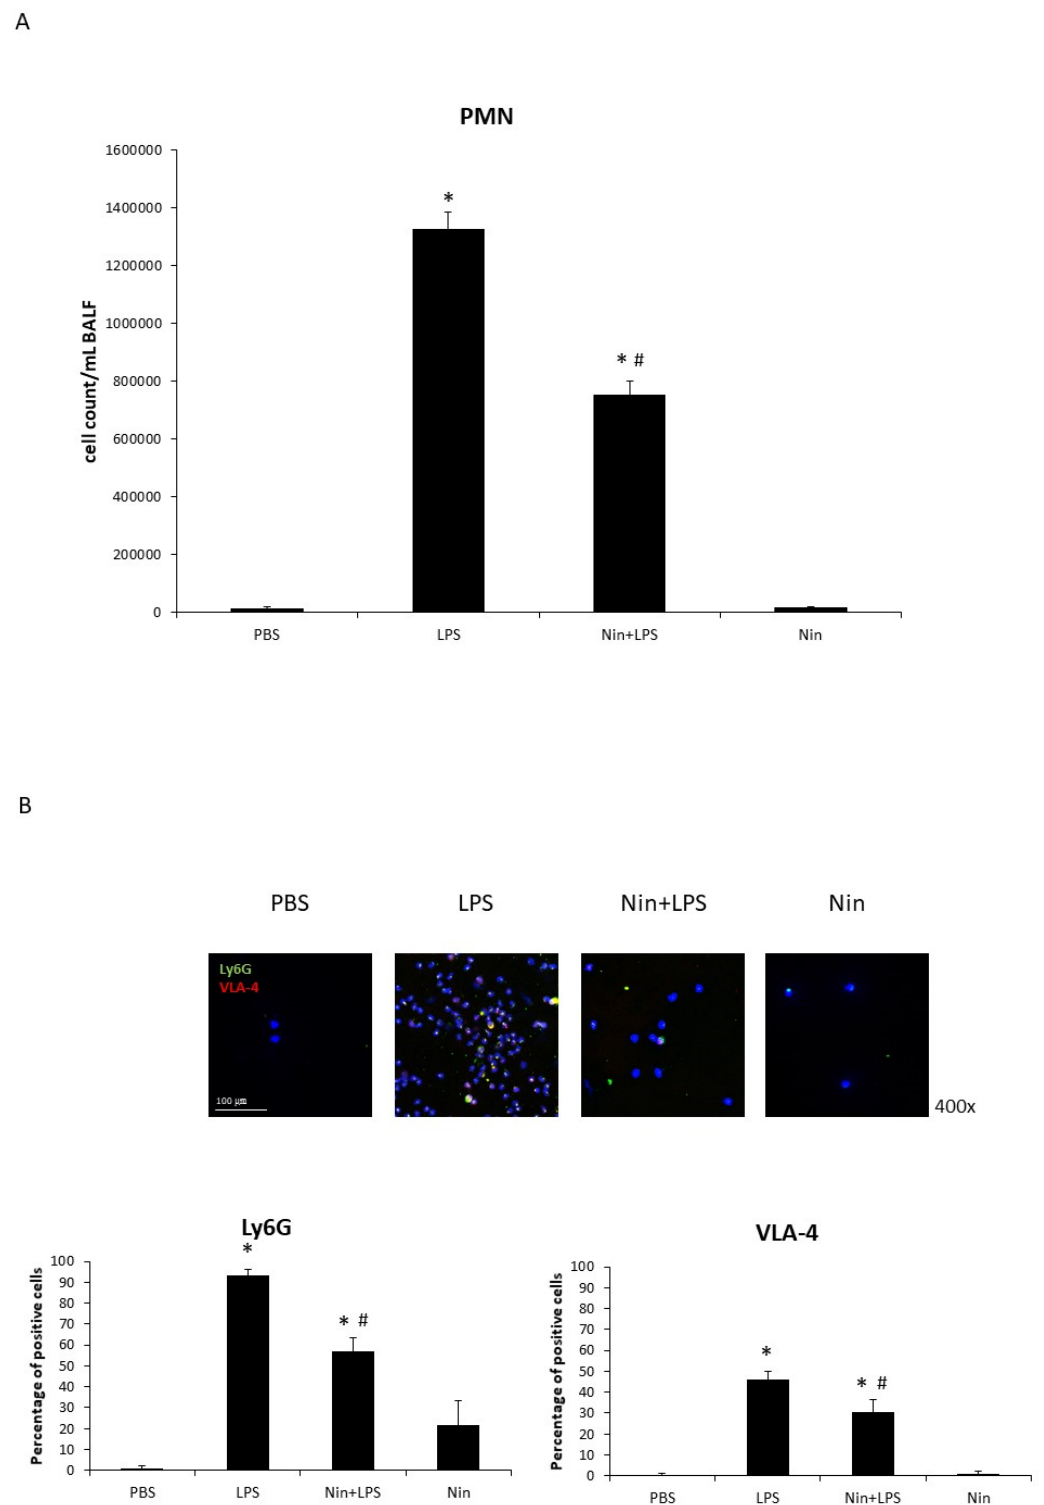 A
PMN
cell count/mL BALF
1600000
1400000
1200000
1000000
800000
600000
400000
200000
0
*
* #
PBS LPS Nin+LPS Nin
B
PBS LPS Nin+LPS Nin
Ly6G
VLA-4
100 µm
400x
Ly6G
Percentage of positive cells
100
90
80
70
60
50
40
30
20
10
0
*
* #
PBS LPS Nin+LPS Nin
VLA-4
Percentage of positive cells
100
90
80
70
60
50
40
30
20
10
0
*
* #
PBS LPS Nin+LPS Nin